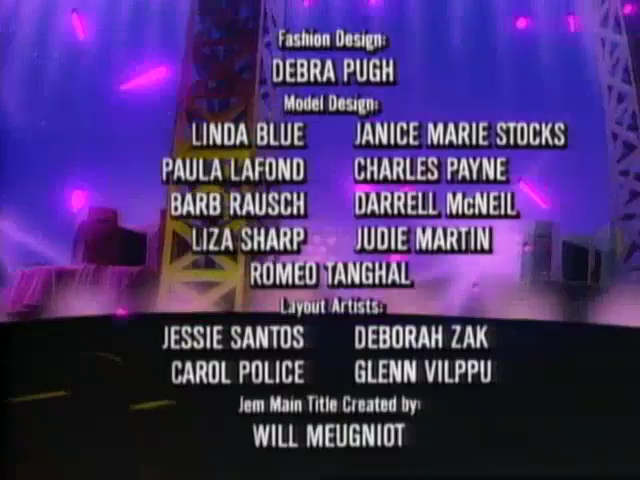 Fashion Design:
DEBRA PUGH
Model Design:
LINDA BLUE JANICE MARIE STOCKS
PAULA LAFOND CHARLES PAYNE
BARB RAUSCH DARRELL McNEIL
LIZA SHARP JUDIE MARTIN
ROMEO TANGHAL
Layout Artists:
JESSIE SANTOS DEBORAH ZAK
CAROL POLICE GLENN VILPPU
Jem Main Title Created by:
WILL MEUGNIOT